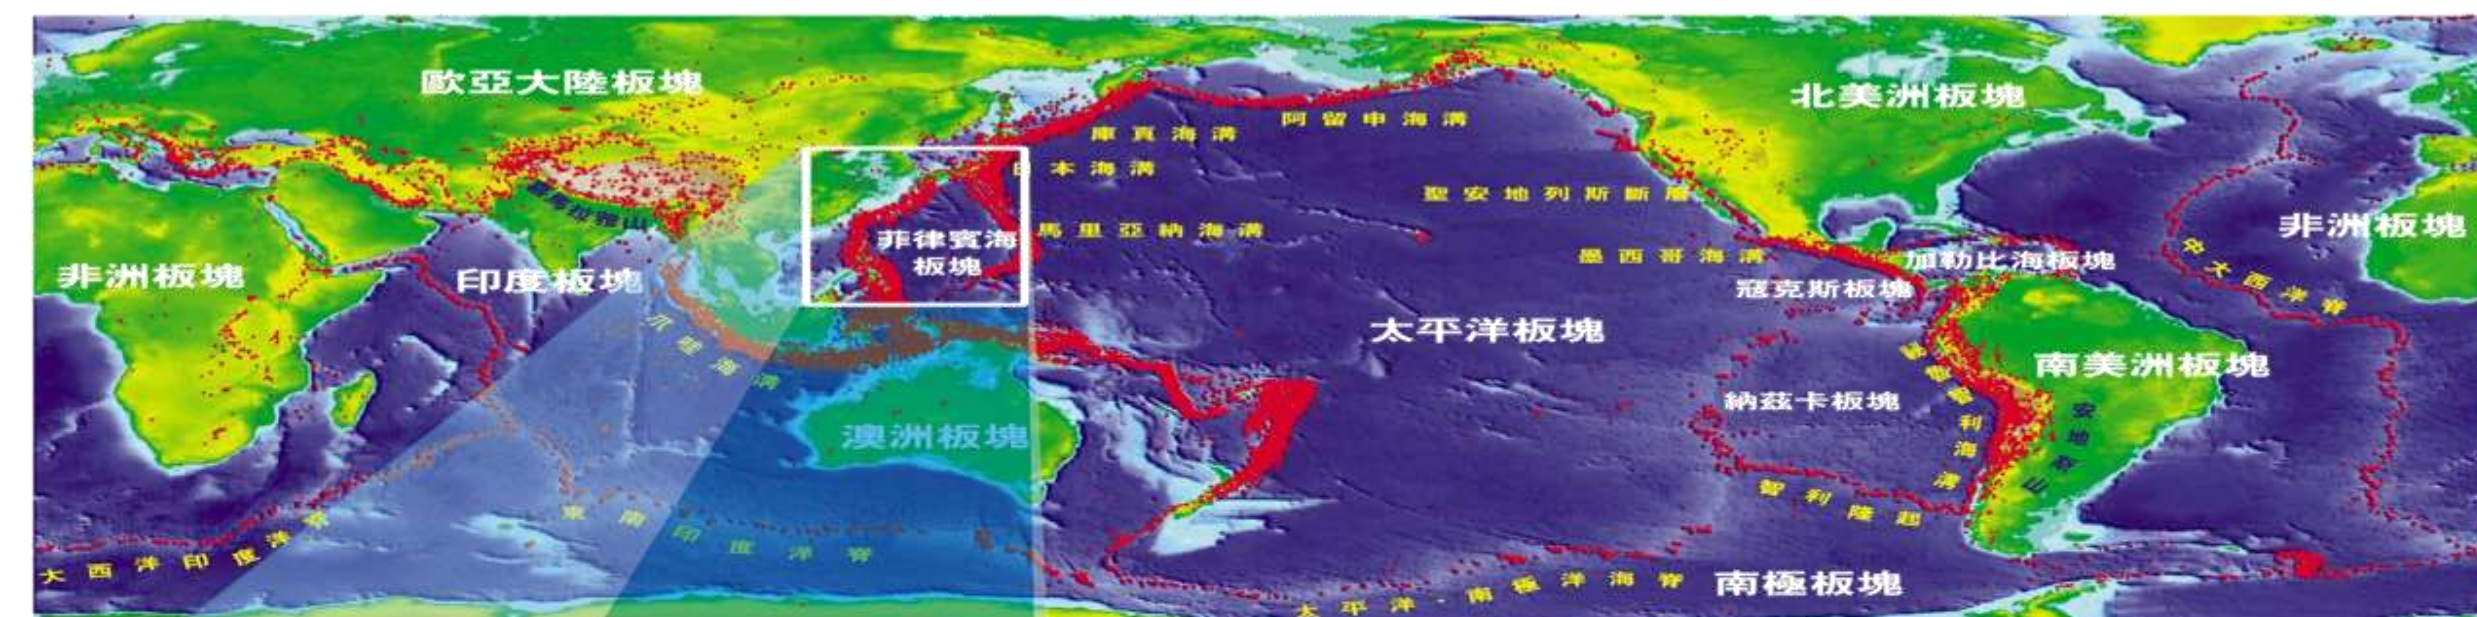 歐亞大陸板塊
北美洲板塊
阿留申海溝
庫頁海溝
日本海溝
聖安地列斯斷層
喜馬拉雅山
馬里亞納海溝
菲律賓海
板塊
非洲板塊
墨西哥海溝
加勒比海板塊
非洲板塊
印度板塊
寇克斯板塊
中大西洋脊
爪哇海溝
太平洋板塊
南美洲板塊
納茲卡板塊
利海溝
安地斯山
澳洲板塊
智利隆起
東南印度洋脊
大西洋印度洋脊
太平洋-南極洋海脊
南極板塊